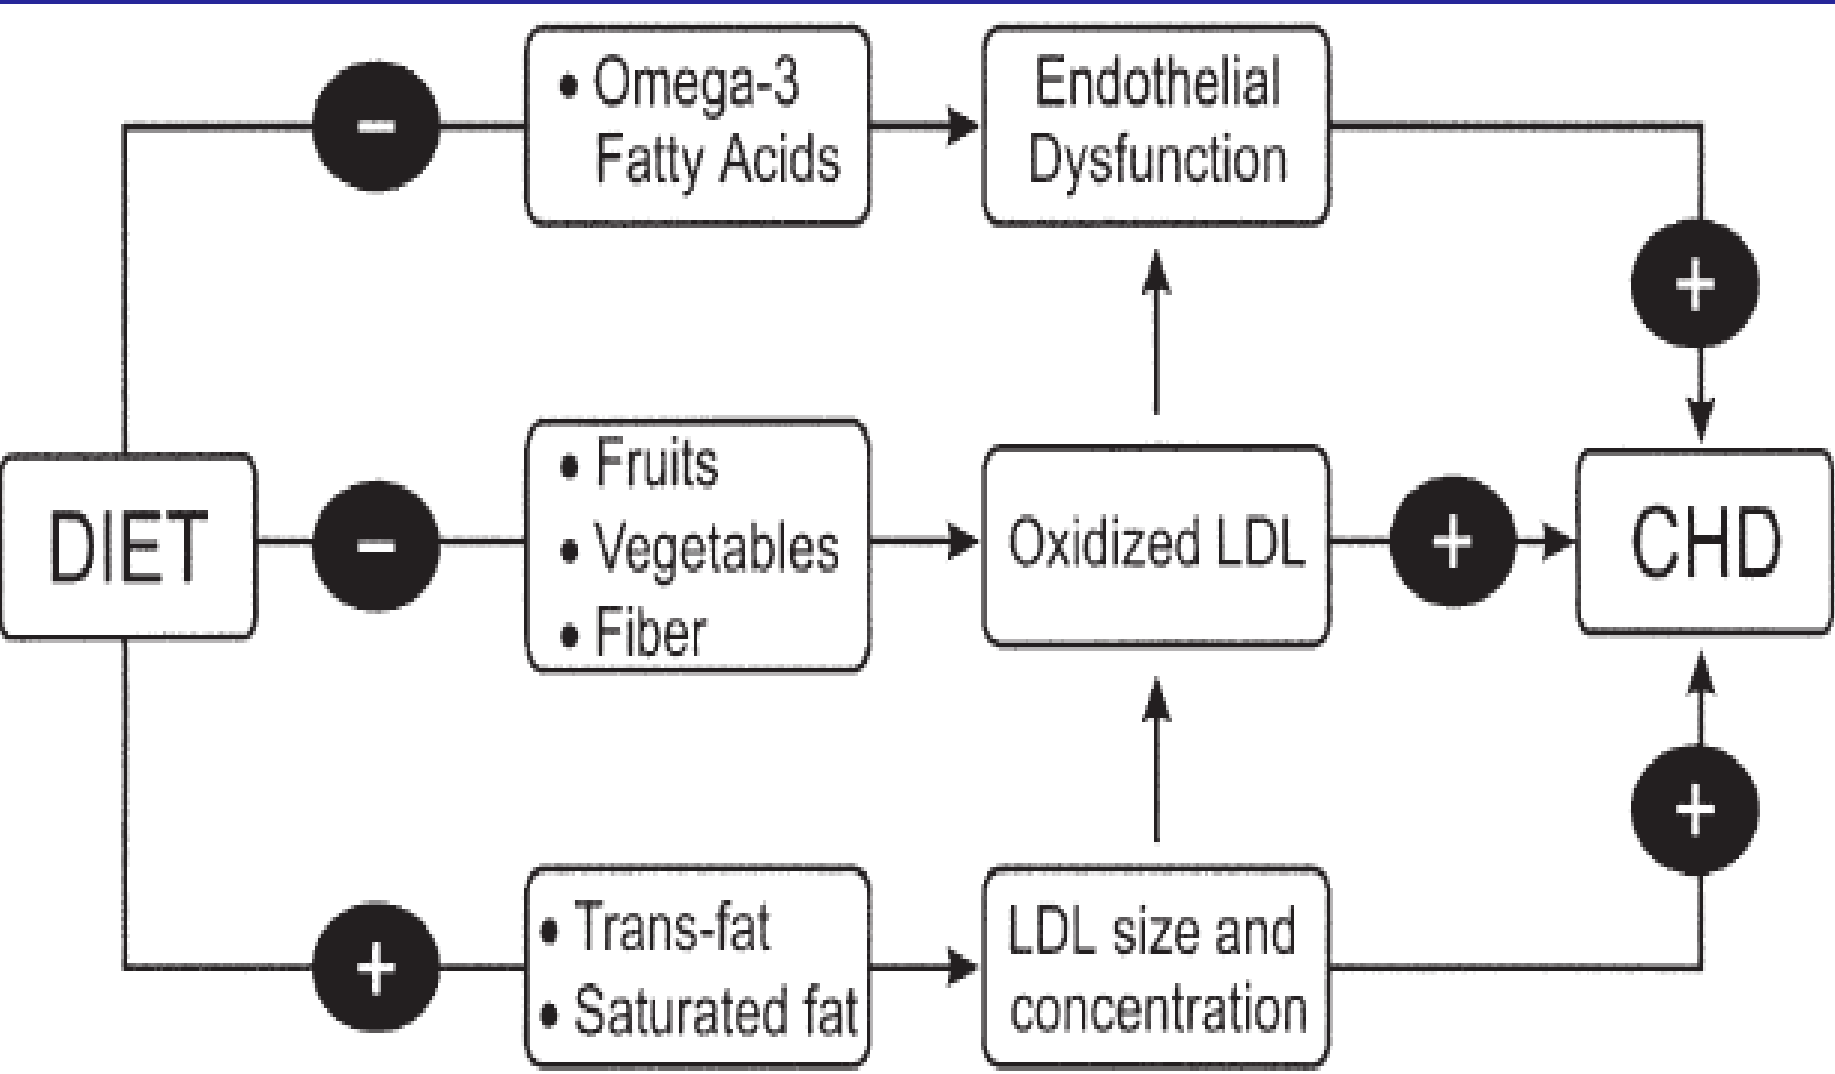 −
• Omega-3
Fatty Acids
Endothelial
Dysfunction
+
DIET
−
• Fruits
• Vegetables
• Fiber
Oxidized LDL
+
CHD
+
• Trans-fat
• Saturated fat
LDL size and
concentration
+